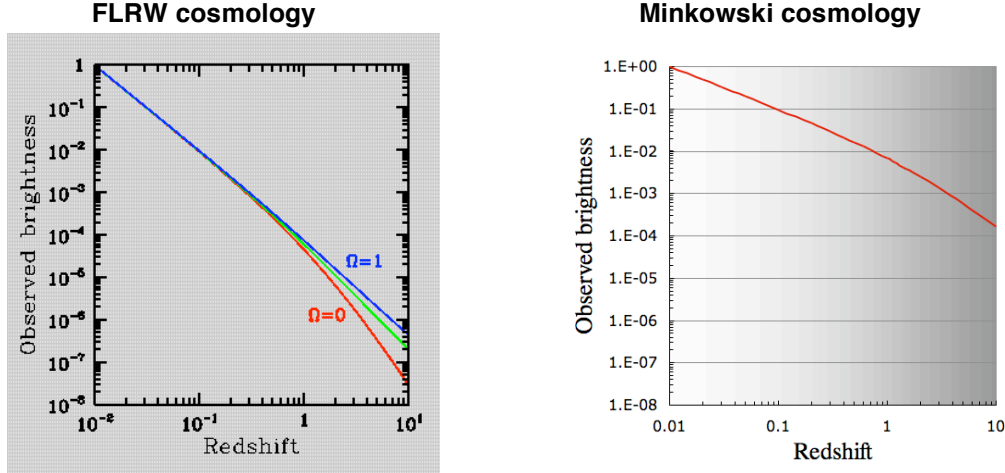 FLRW cosmology
Observed brightness
1
10⁻¹
10⁻²
10⁻³
10⁻⁴
10⁻⁵
10⁻⁶
10⁻⁷
10⁻⁸
Ω=1
Ω=0
10⁻² 10⁻¹ 1 10¹
Redshift
Minkowski cosmology
Observed brightness
1.E+00
1.E-01
1.E-02
1.E-03
1.E-04
1.E-05
1.E-06
1.E-07
1.E-08
0.01 0.1 1 10
Redshift